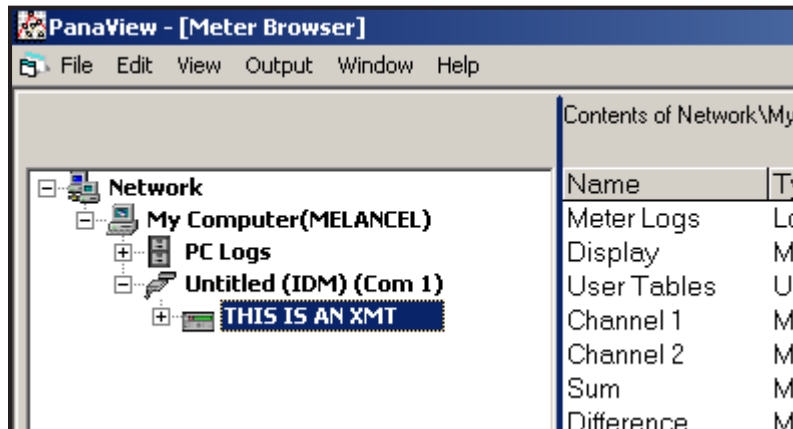 PanaView - [Meter Browser]
File Edit View Output Window Help
Contents of Network\My
Network
My Computer(MELANCEL)
PC Logs
Untitled (IDM) (Com 1)
THIS IS AN XMT
Name
Meter Logs
Display
User Tables
Channel 1
Channel 2
Sum
Difference